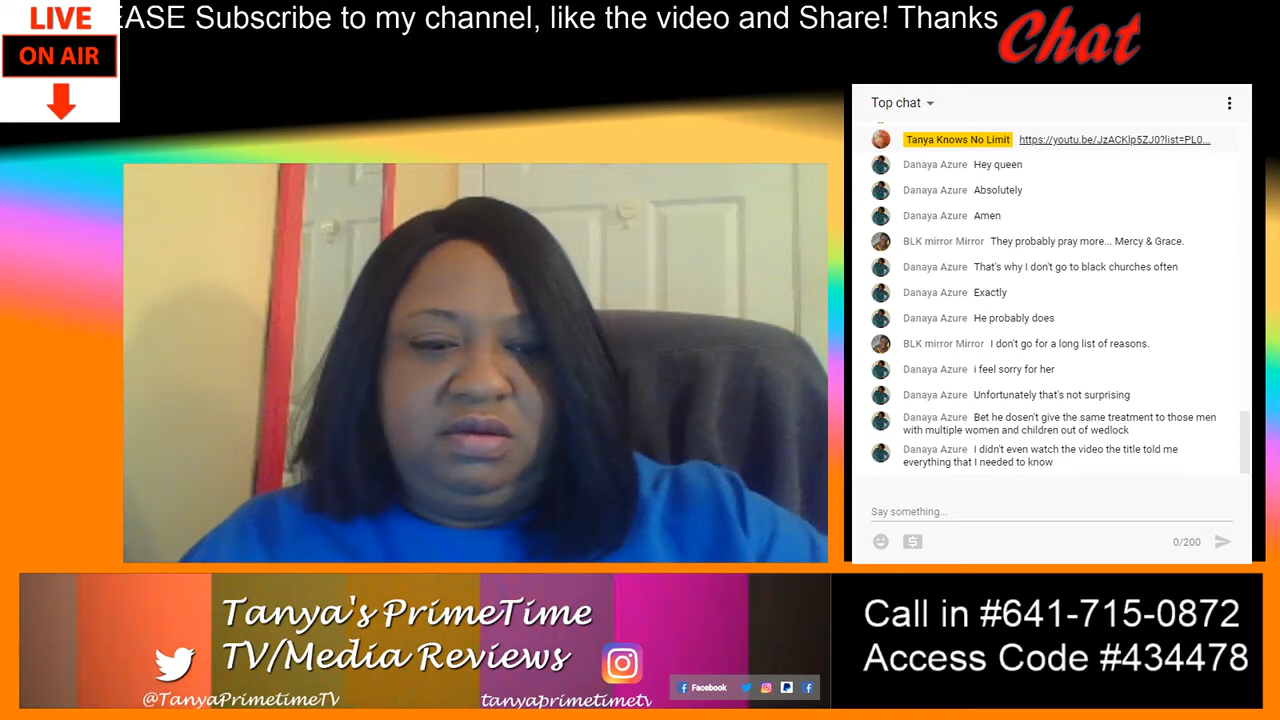 LIVE
ON AIR
EASE Subscribe to my channel, like the video and Share! Thanks
Chat
Top chat
Tanya Knows No Limit https://youtu.be/JzACKlp5ZJ0?list=PL0...
Danaya Azure Hey queen
Danaya Azure Absolutely
Danaya Azure Amen
BLK mirror Mirror They probably pray more... Mercy & Grace.
Danaya Azure That's why I don't go to black churches often
Danaya Azure Exactly
Danaya Azure He probably does
BLK mirror Mirror I don't go for a long list of reasons.
Danaya Azure i feel sorry for her
Danaya Azure Unfortunately that's not surprising
Danaya Azure Bet he dosen't give the same treatment to those men
with multiple women and children out of wedlock
Danaya Azure I didn't even watch the video the title told me
everything that I needed to know
Say something...
0/200
Tanya's PrimeTime
TV/Media Reviews
@TanyaPrimetimeTV
tanyaprimetimetv
Facebook
Call in #641-715-0872
Access Code #434478